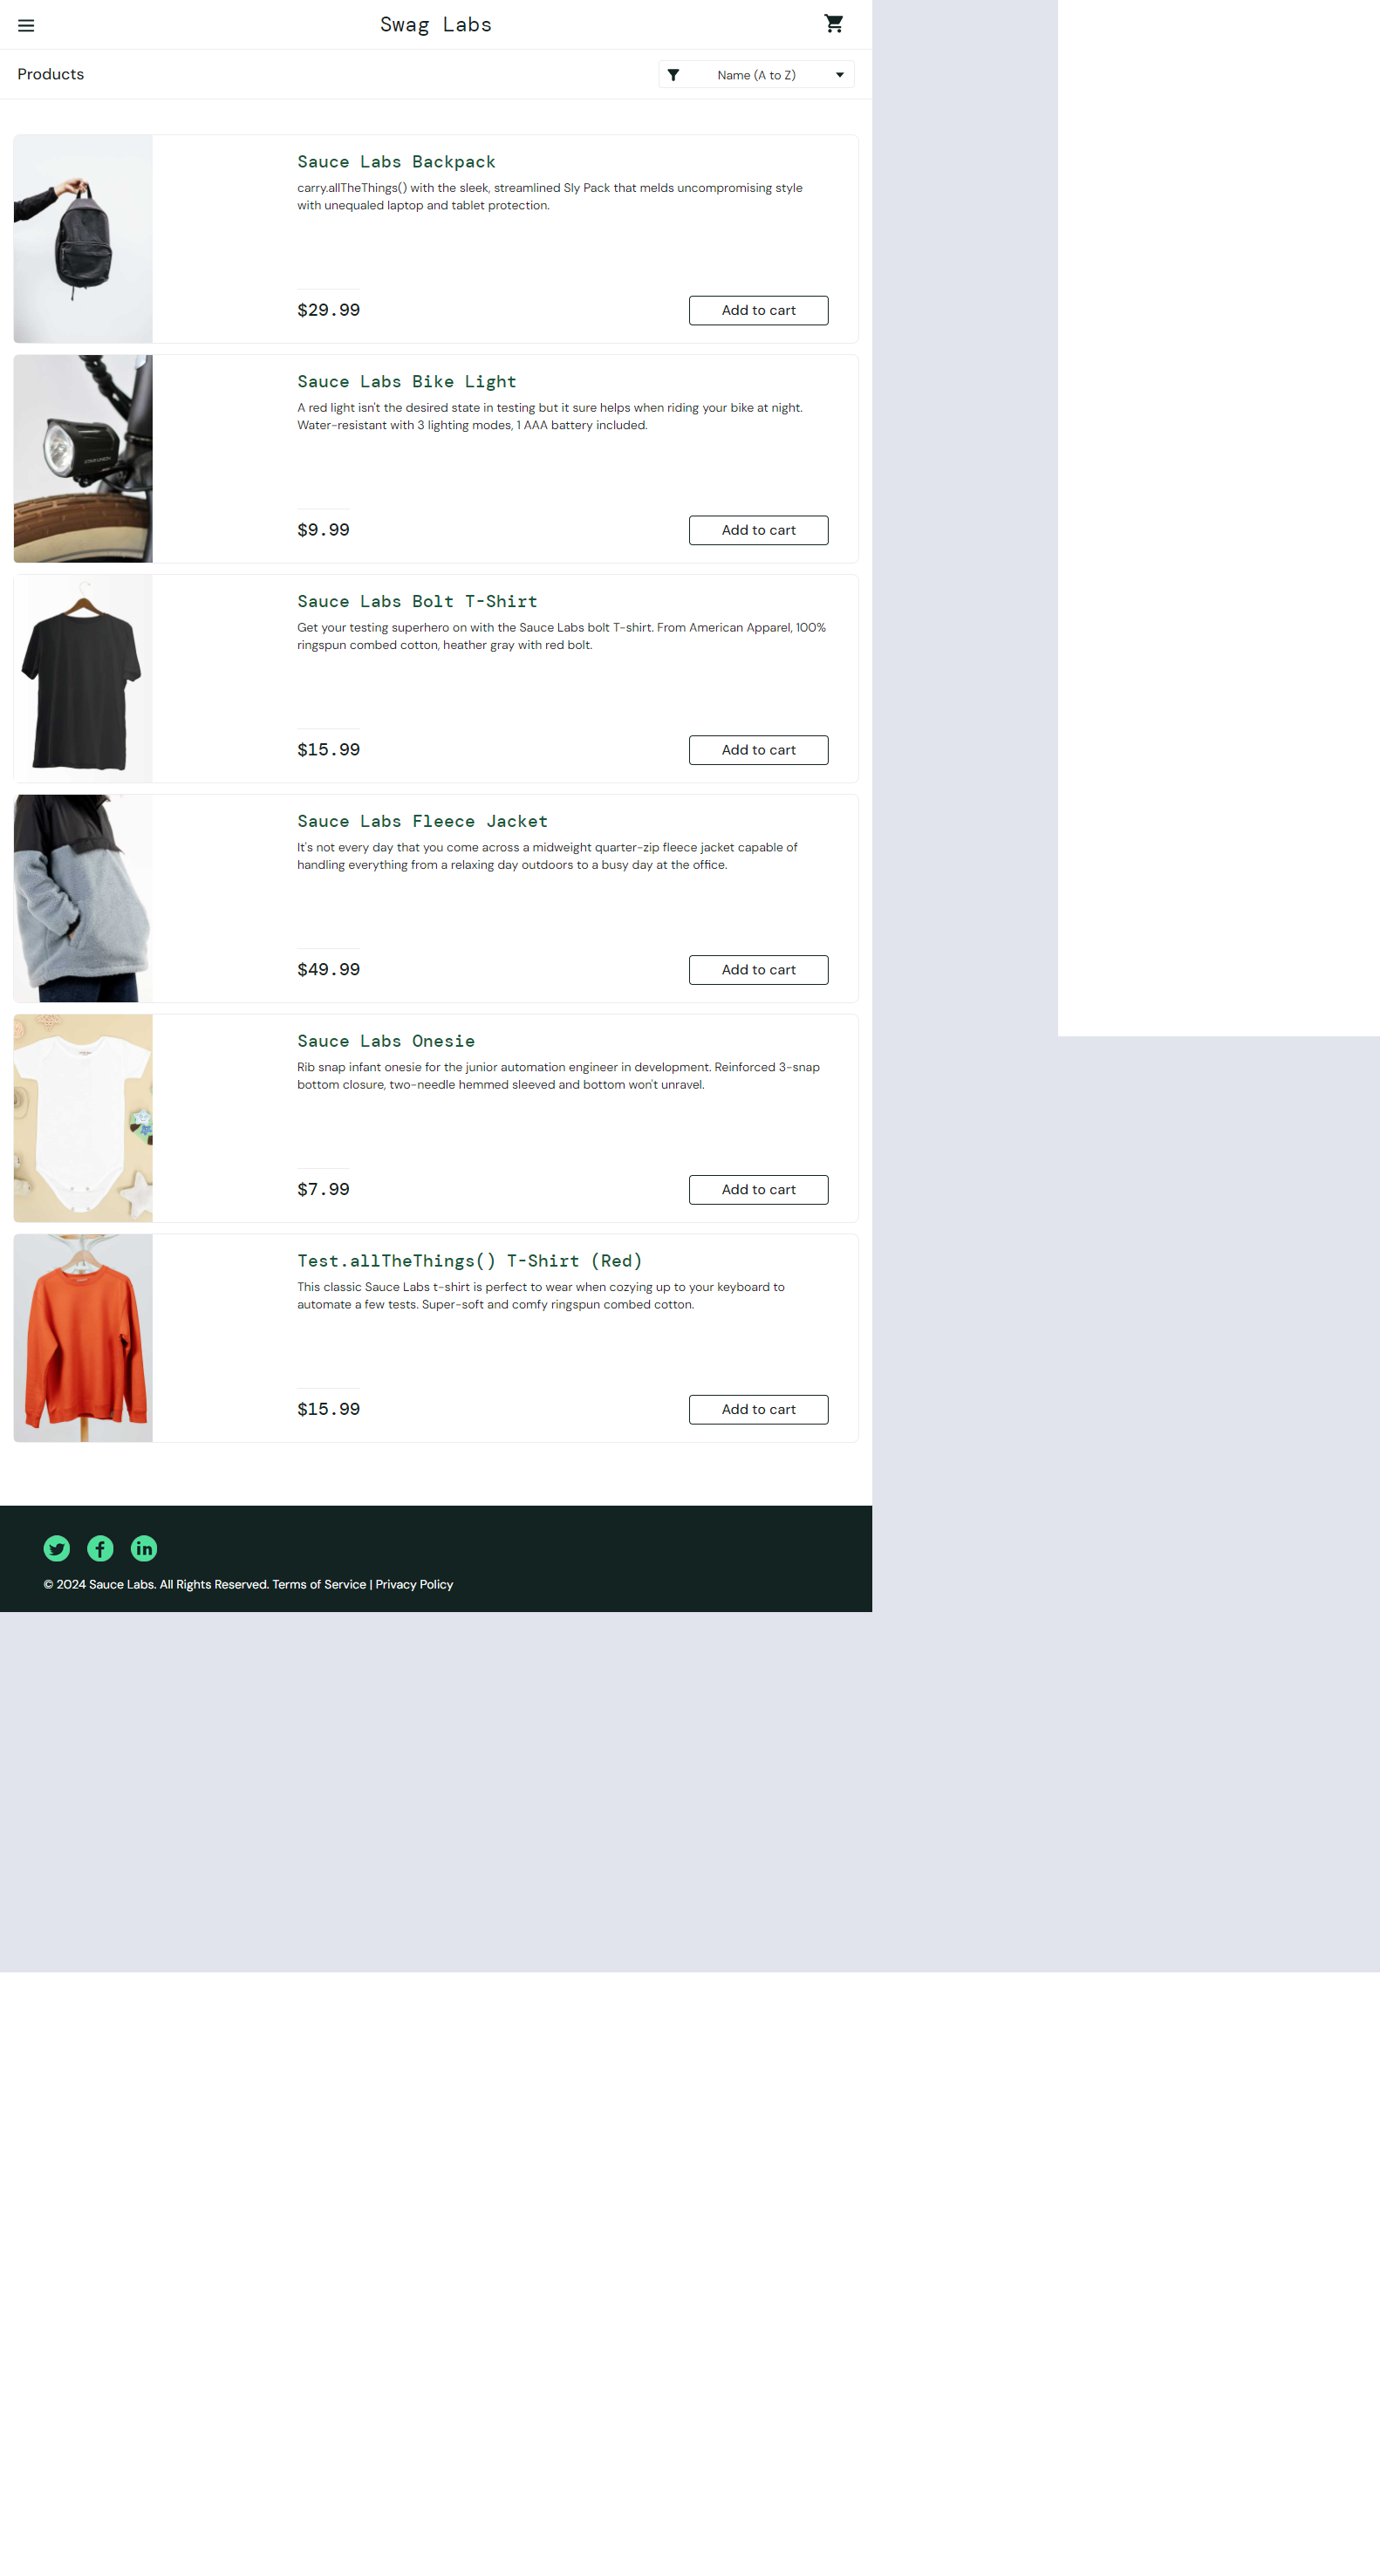 Swag Labs
Products
Name (A to Z)
Sauce Labs Backpack
carry.allTheThings() with the sleek, streamlined Sly Pack that melds uncompromising style
with unequaled laptop and tablet protection.
$29.99
Add to cart
Sauce Labs Bike Light
A red light isn't the desired state in testing but it sure helps when riding your bike at night.
Water-resistant with 3 lighting modes, 1 AAA battery included.
$9.99
Add to cart
Sauce Labs Bolt T-Shirt
Get your testing superhero on with the Sauce Labs bolt T-shirt. From American Apparel, 100%
ringspun combed cotton, heather gray with red bolt.
$15.99
Add to cart
Sauce Labs Fleece Jacket
It's not every day that you come across a midweight quarter-zip fleece jacket capable of
handling everything from a relaxing day outdoors to a busy day at the office.
$49.99
Add to cart
Sauce Labs Onesie
Rib snap infant onesie for the junior automation engineer in development. Reinforced 3-snap
bottom closure, two-needle hemmed sleeved and bottom won't unravel.
$7.99
Add to cart
Test.allTheThings() T-Shirt (Red)
This classic Sauce Labs t-shirt is perfect to wear when cozying up to your keyboard to
automate a few tests. Super-soft and comfy ringspun combed cotton.
$15.99
Add to cart
© 2024 Sauce Labs. All Rights Reserved. Terms of Service | Privacy Policy